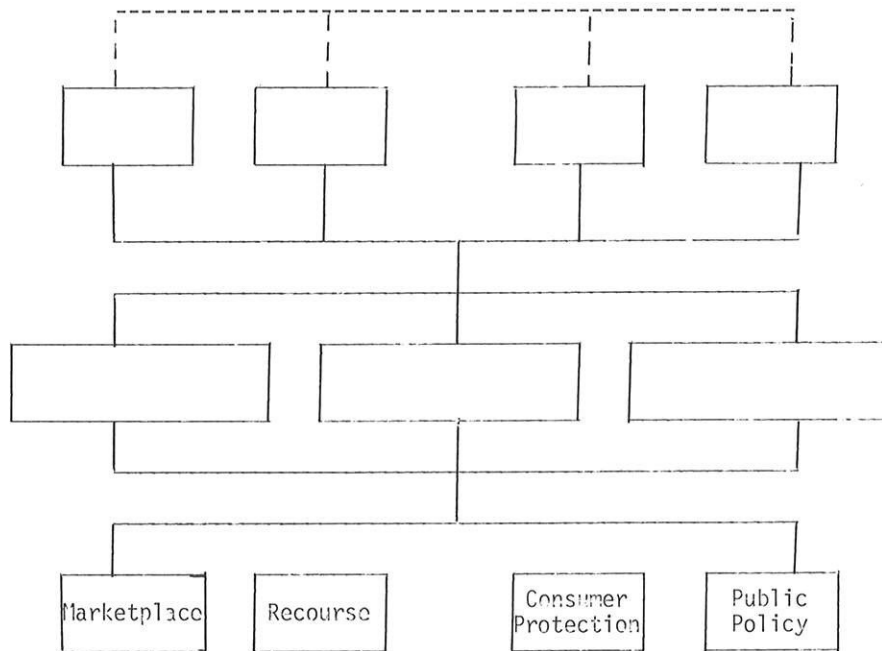 Marketplace
Recourse
Consumer
Protection
Public
Policy